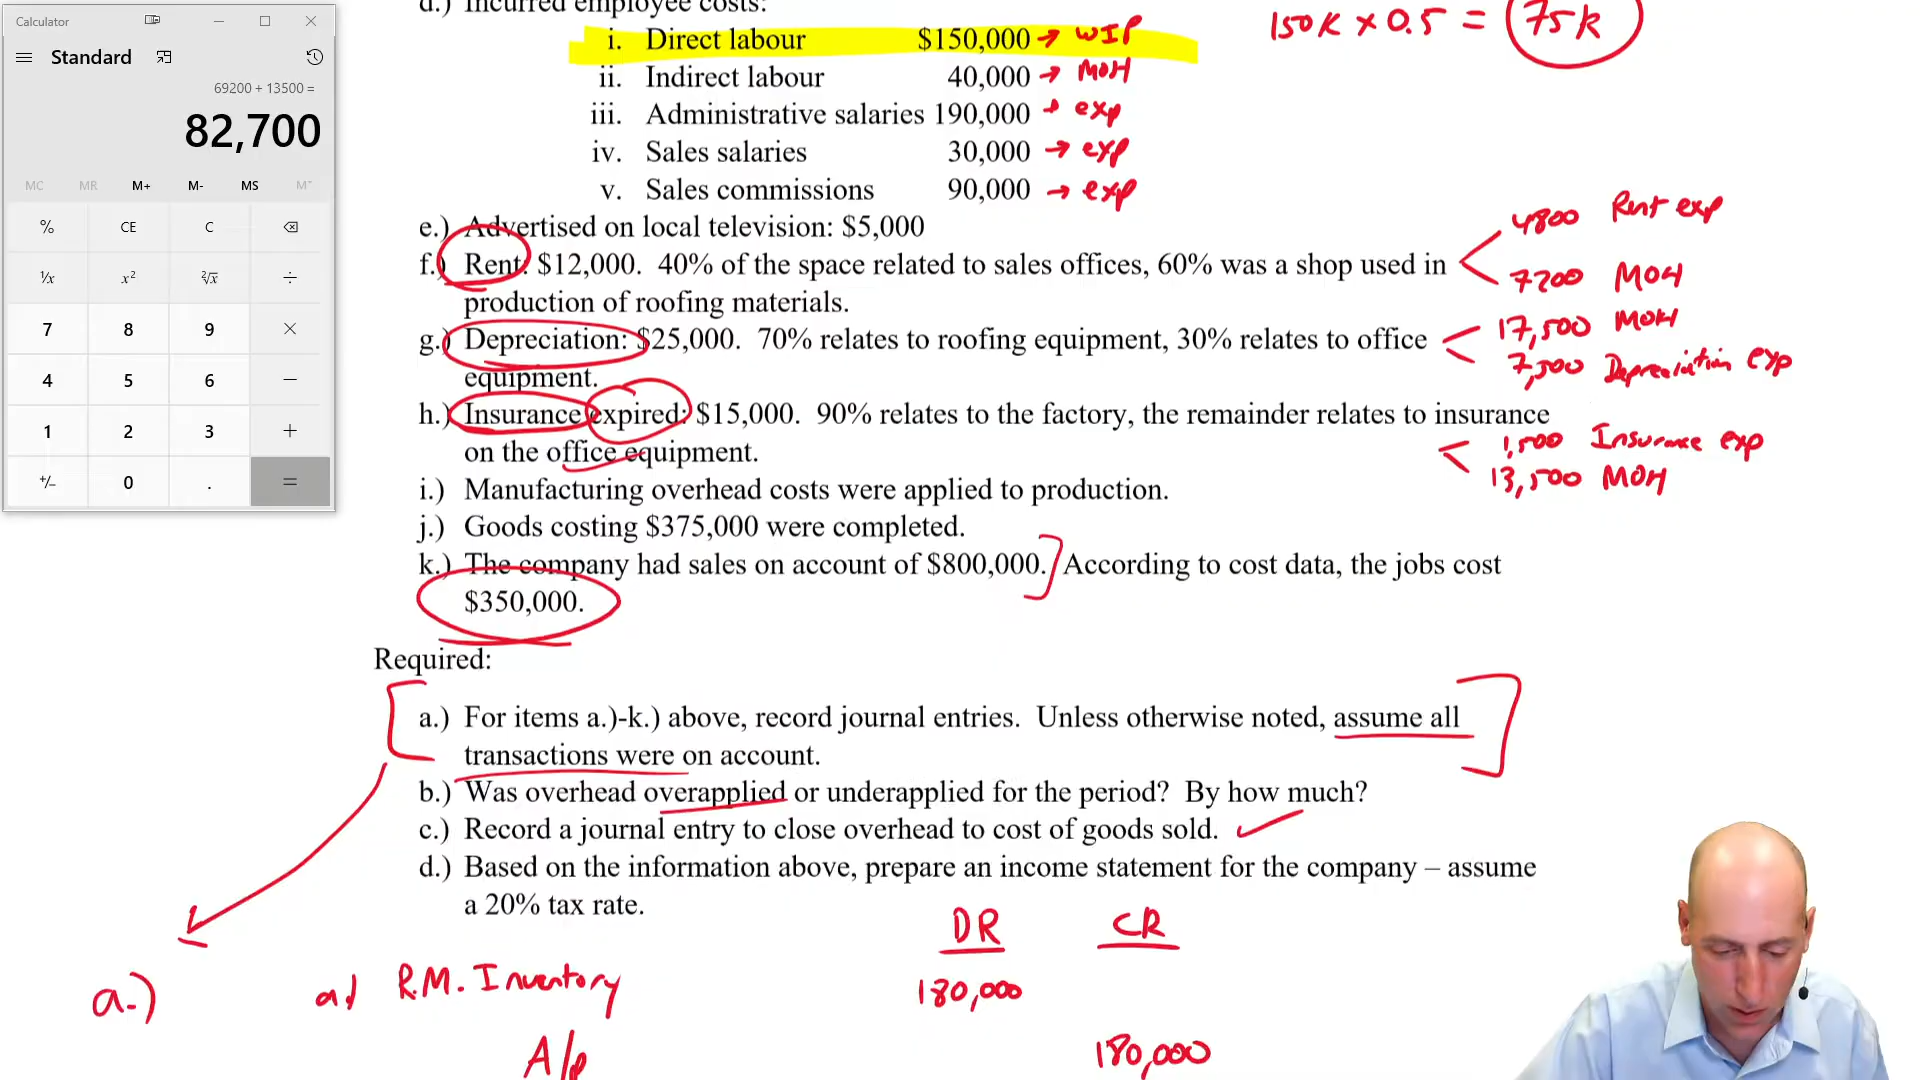 Calculator
Standard
69200 + 13500 =
82,700
MC MR M+ M- MS
% CE C
¹/x x² ²√x ÷
7 8 9 ×
4 5 6 −
1 2 3 +
+/− 0 . =
d.) Incurred employee costs:
i. Direct labour $150,000 → WIP
ii. Indirect labour 40,000 → MOH
iii. Administrative salaries 190,000 → exp
iv. Sales salaries 30,000 → exp
v. Sales commissions 90,000 → exp
150K × 0.5 = 75k
e.) Advertised on local television: $5,000
f.) Rent: $12,000. 40% of the space related to sales offices, 60% was a shop used in
production of roofing materials.
4800 Rent exp
7200 MOH
g.) Depreciation: $25,000. 70% relates to roofing equipment, 30% relates to office
equipment.
17,500 MOH
7,500 Depreciation exp
h.) Insurance expired: $15,000. 90% relates to the factory, the remainder relates to insurance
on the office equipment.
1,500 Insurance exp
13,500 MOH
i.) Manufacturing overhead costs were applied to production.
j.) Goods costing $375,000 were completed.
k.) The company had sales on account of $800,000. According to cost data, the jobs cost
$350,000.
Required:
a.) For items a.)-k.) above, record journal entries. Unless otherwise noted, assume all
transactions were on account.
b.) Was overhead overapplied or underapplied for the period? By how much?
c.) Record a journal entry to close overhead to cost of goods sold.
d.) Based on the information above, prepare an income statement for the company – assume
a 20% tax rate.
DR CR
a.) a) R.M. Inventory 180,000
A/p 180,000